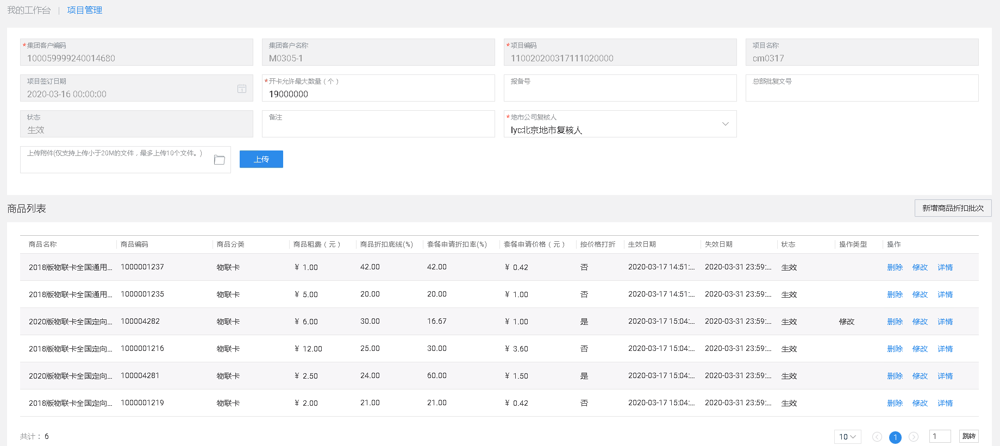 我的工作台 | 项目管理
*集团客户编码 集团客户名称 *项目编码 项目名称
100059999240014680 M0305-1 110020200317111020000 cm0317
项目签订日期 *开卡允许最大数量（个） 报备号 总部批复文号
2020-03-16 00:00:00 19000000
状态 备注 *地市公司复核人
生效 lyc北京地市复核人
上传附件(仅支持上传小于20M的文件，最多上传10个文件。) 上传
商品列表 新增商品折扣批次
商品名称 商品编码 商品分类 商品租费（元） 商品折扣底线(%) 套餐申请折扣率(%) 套餐申请价格（元） 按价格打折 生效日期 失效日期 状态 操作类型 操作
2018版物联卡全国通用... 1000001237 物联卡 ¥ 1.00 42.00 42.00 ¥ 0.42 否 2020-03-17 14:51:... 2020-03-31 23:59:... 生效 删除 修改 详情
2018版物联卡全国通用... 1000001235 物联卡 ¥ 5.00 20.00 20.00 ¥ 1.00 否 2020-03-17 14:51:... 2020-03-31 23:59:... 生效 删除 修改 详情
2020版物联卡全国定向... 100004282 物联卡 ¥ 6.00 30.00 16.67 ¥ 1.00 是 2020-03-17 15:04:... 2020-03-31 23:59:... 生效 修改 删除 修改 详情
2018版物联卡全国定向... 1000001216 物联卡 ¥ 12.00 25.00 30.00 ¥ 3.60 否 2020-03-17 15:04:... 2020-03-31 23:59:... 生效 删除 修改 详情
2020版物联卡全国定向... 100004281 物联卡 ¥ 2.50 24.00 60.00 ¥ 1.50 是 2020-03-17 15:04:... 2020-03-31 23:59:... 生效 删除 修改 详情
2018版物联卡全国定向... 1000001219 物联卡 ¥ 2.00 21.00 21.00 ¥ 0.42 否 2020-03-17 15:04:... 2020-03-31 23:59:... 生效 删除 修改 详情
共计： 6 10 1 1 跳转